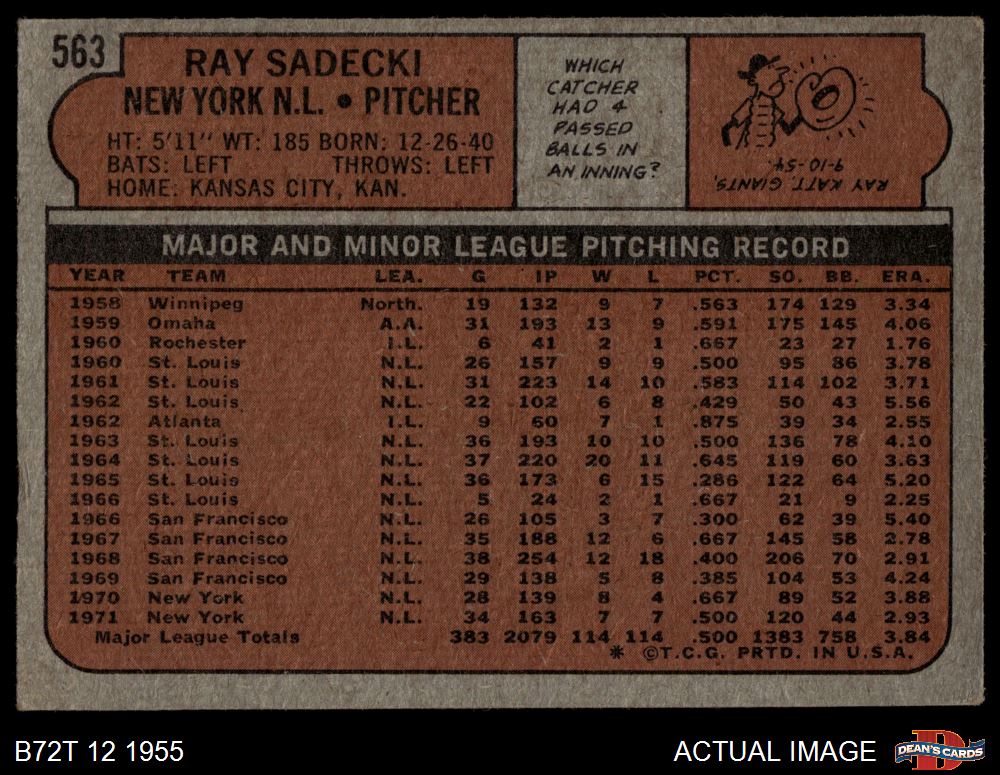 563
RAY SADECKI
NEW YORK N.L. • PITCHER
HT: 5'11" WT: 185 BORN: 12-26-40
BATS: LEFT THROWS: LEFT
HOME: KANSAS CITY, KAN.
WHICH
CATCHER
HAD 4
PASSED
BALLS IN
AN INNING?
RAY KATT, GIANTS,
9-10-54.
MAJOR AND MINOR LEAGUE PITCHING RECORD
YEAR TEAM LEA. G IP W L PCT. SO. BB. ERA.
1958 Winnipeg North. 19 132 9 7 .563 174 129 3.34
1959 Omaha A.A. 31 193 13 9 .591 175 145 4.06
1960 Rochester I.L. 6 41 2 1 .667 23 27 1.76
1960 St. Louis N.L. 26 157 9 9 .500 95 86 3.78
1961 St. Louis N.L. 31 223 14 10 .583 114 102 3.71
1962 St. Louis N.L. 22 102 6 8 .429 50 43 5.56
1962 Atlanta I.L. 9 60 7 1 .875 39 34 2.55
1963 St. Louis N.L. 36 193 10 10 .500 136 78 4.10
1964 St. Louis N.L. 37 220 20 11 .645 119 60 3.63
1965 St. Louis N.L. 36 173 6 15 .286 122 64 5.20
1966 St. Louis N.L. 5 24 2 1 .667 21 9 2.25
1966 San Francisco N.L. 26 105 3 7 .300 62 39 5.40
1967 San Francisco N.L. 35 188 12 6 .667 145 58 2.78
1968 San Francisco N.L. 38 254 12 18 .400 206 70 2.91
1969 San Francisco N.L. 29 138 5 8 .385 104 53 4.24
1970 New York N.L. 28 139 8 4 .667 89 52 3.88
1971 New York N.L. 34 163 7 7 .500 120 44 2.93
Major League Totals 383 2079 114 114 .500 1383 758 3.84
* ©T.C.G. PRTD. IN U.S.A.
B72T 12 1955
ACTUAL IMAGE
DEAN'S CARDS